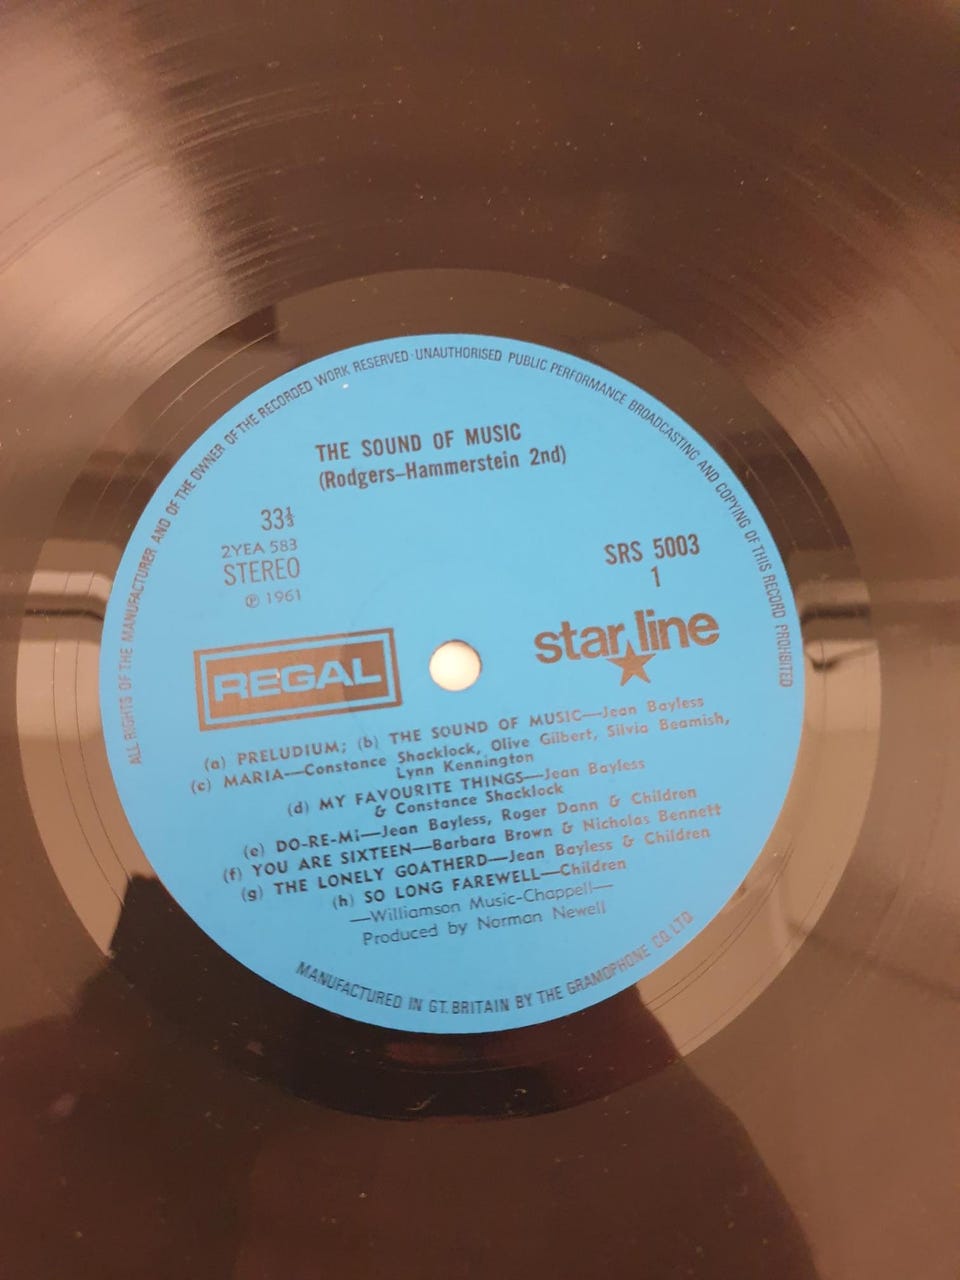 ALL RIGHTS OF THE MANUFACTURER AND OF THE OWNER OF THE RECORDED WORK RESERVED·UNAUTHORISED PUBLIC PERFORMANCE BROADCASTING AND COPYING OF THIS RECORD PROHIBITED
THE SOUND OF MUSIC
(Rodgers–Hammerstein 2nd)
33⅓
2YEA 583
STEREO
℗ 1961
SRS 5003
1
REGAL
star line
(a) PRELUDIUM; (b) THE SOUND OF MUSIC—Jean Bayless
(c) MARIA—Constance Shacklock, Olive Gilbert, Silvia Beamish,
Lynn Kennington
(d) MY FAVOURITE THINGS—Jean Bayless
& Constance Shacklock
(e) DO-RE-Mi—Jean Bayless, Roger Dann & Children
(f) YOU ARE SIXTEEN—Barbara Brown & Nicholas Bennett
(g) THE LONELY GOATHERD—Jean Bayless & Children
(h) SO LONG FAREWELL—Children
—Williamson Music-Chappell—
Produced by Norman Newell
MANUFACTURED IN GT. BRITAIN BY THE GRAMOPHONE CO. LTD.